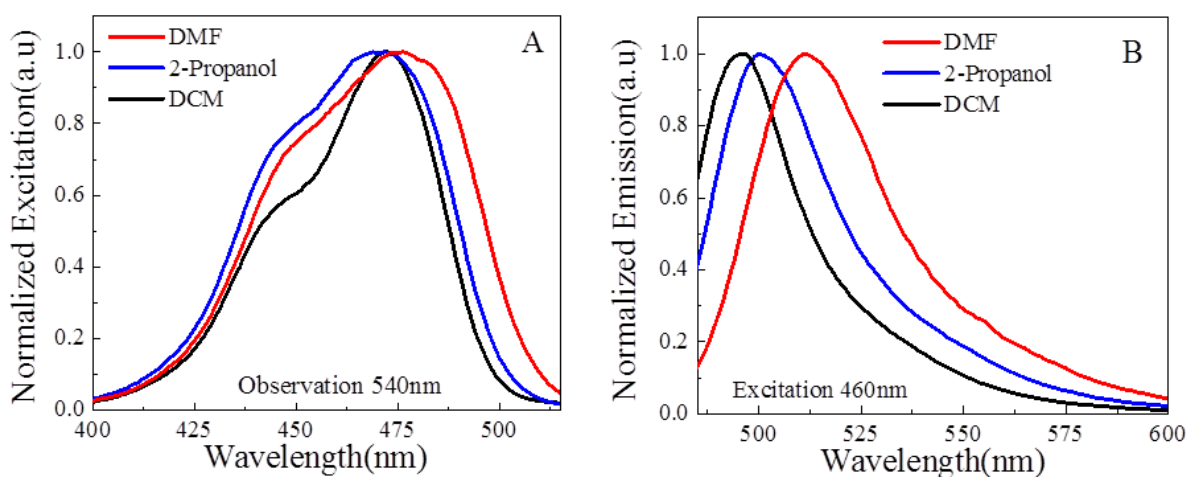 A
DMF
2-Propanol
DCM
Normalized Excitation(a.u)
1.0
0.8
0.6
0.4
0.2
0.0
Observation 540nm
400
425
450
475
500
Wavelength(nm)
B
DMF
2-Propanol
DCM
Normalized Emission(a.u)
1.0
0.8
0.6
0.4
0.2
0.0
Excitation 460nm
500
525
550
575
600
Wavelength(nm)